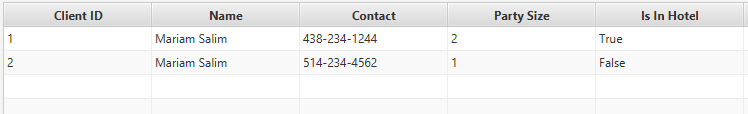 Client ID Name Contact Party Size Is In Hotel
1 Mariam Salim 438-234-1244 2 True
2 Mariam Salim 514-234-4562 1 False